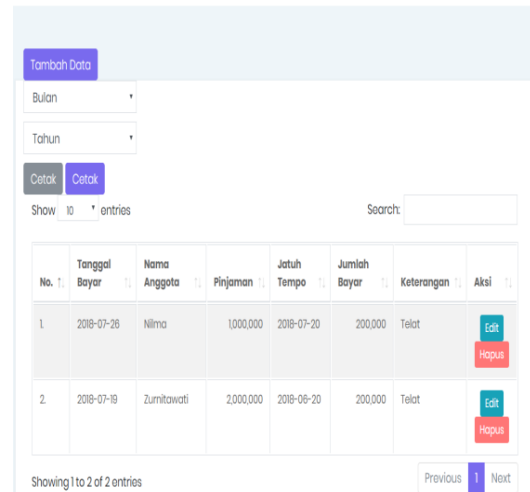 Tambah Data
Bulan
Tahun
Cetak Cetak
Show 10 entries Search:
No. Tanggal Bayar Nama Anggota Pinjaman Jatuh Tempo Jumlah Bayar Keterangan Aksi
1. 2018-07-26 Nilma 1,000,000 2018-07-20 200,000 Telat Edit
Hapus
2. 2018-07-19 Zurnitawati 2,000,000 2018-06-20 200,000 Telat Edit
Hapus
Showing 1 to 2 of 2 entries Previous 1 Next